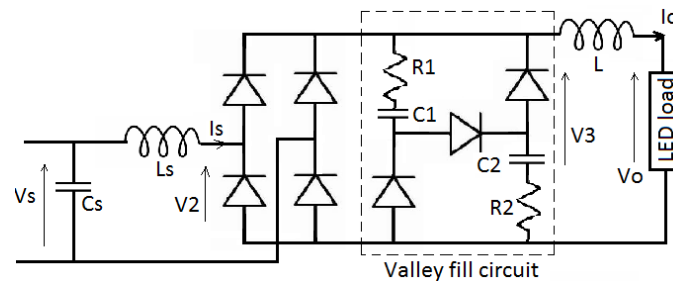 Io
R1
L
C1
Is
C2
V3
LED load
Ls
Vs
Cs
V2
R2
Vo
Valley fill circuit